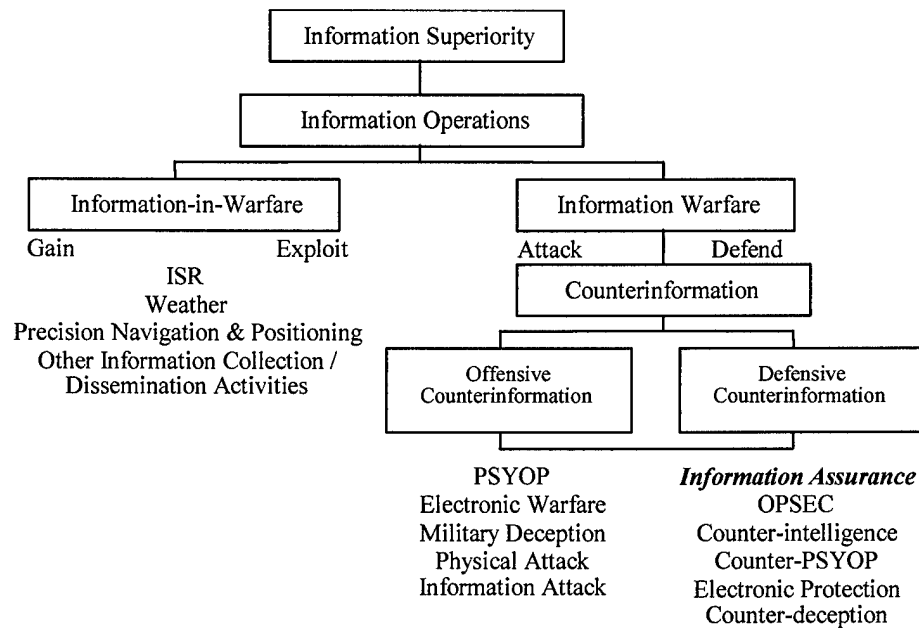 Information Superiority
Information Operations
Information-in-Warfare
Information Warfare
Gain Exploit
Attack Defend
ISR
Weather
Precision Navigation & Positioning
Other Information Collection /
Dissemination Activities
Counterinformation
Offensive
Counterinformation
Defensive
Counterinformation
PSYOP
Electronic Warfare
Military Deception
Physical Attack
Information Attack
Information Assurance
OPSEC
Counter-intelligence
Counter-PSYOP
Electronic Protection
Counter-deception